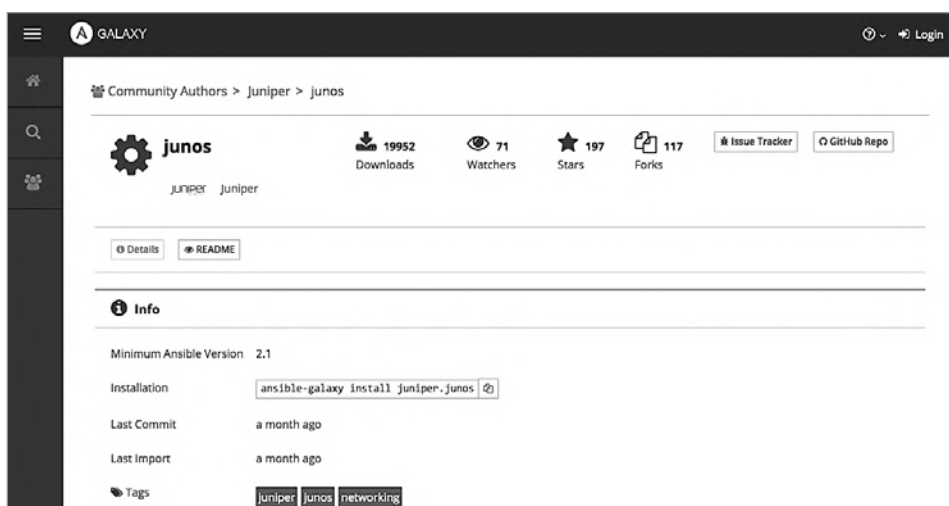 A GALAXY Login
Community Authors > Juniper > junos
junos
19952 Downloads
71 Watchers
197 Stars
117 Forks
Issue Tracker
GitHub Repo
JUNIPEr Juniper
Details README
Info
Minimum Ansible Version 2.1
Installation ansible-galaxy install juniper.junos
Last Commit a month ago
Last Import a month ago
Tags juniper junos networking